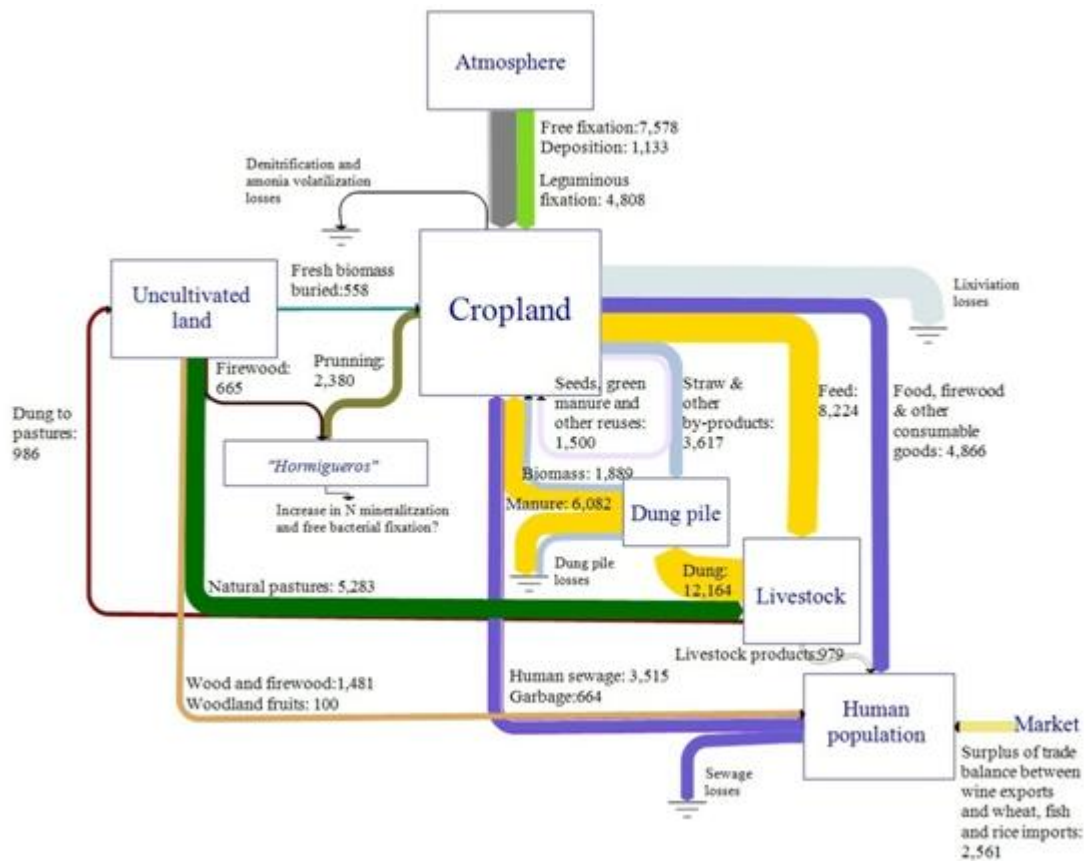 Atmosphere
Free fixation:7,578
Deposition: 1,133
Leguminous
fixation: 4,808
Denitrification and
amonia volatilization
losses
Uncultivated
land
Fresh biomass
buried:558
Cropland
Lixiviation
losses
Firewood:
665
Prunning:
2,380
Dung to
pastures:
986
Seeds, green
manure and
other reuses:
1,500
Straw &
other
by-products:
3,617
Feed:
8,224
Food, firewood
& other
consumable
goods: 4,866
"Hormigueros"
Increase in N mineralitzation
and free bacterial fixation?
Biomass: 1,889
Manure: 6,082
Dung pile
Dung pile
losses
Dung:
12,164
Natural pastures: 5,283
Livestock
Livestock products:979
Wood and firewood:1,481
Woodland fruits: 100
Human sewage: 3,515
Garbage:664
Human
population
Market
Surplus of trade
balance between
wine exports
and wheat, fish
and rice imports:
2,561
Sewage
losses